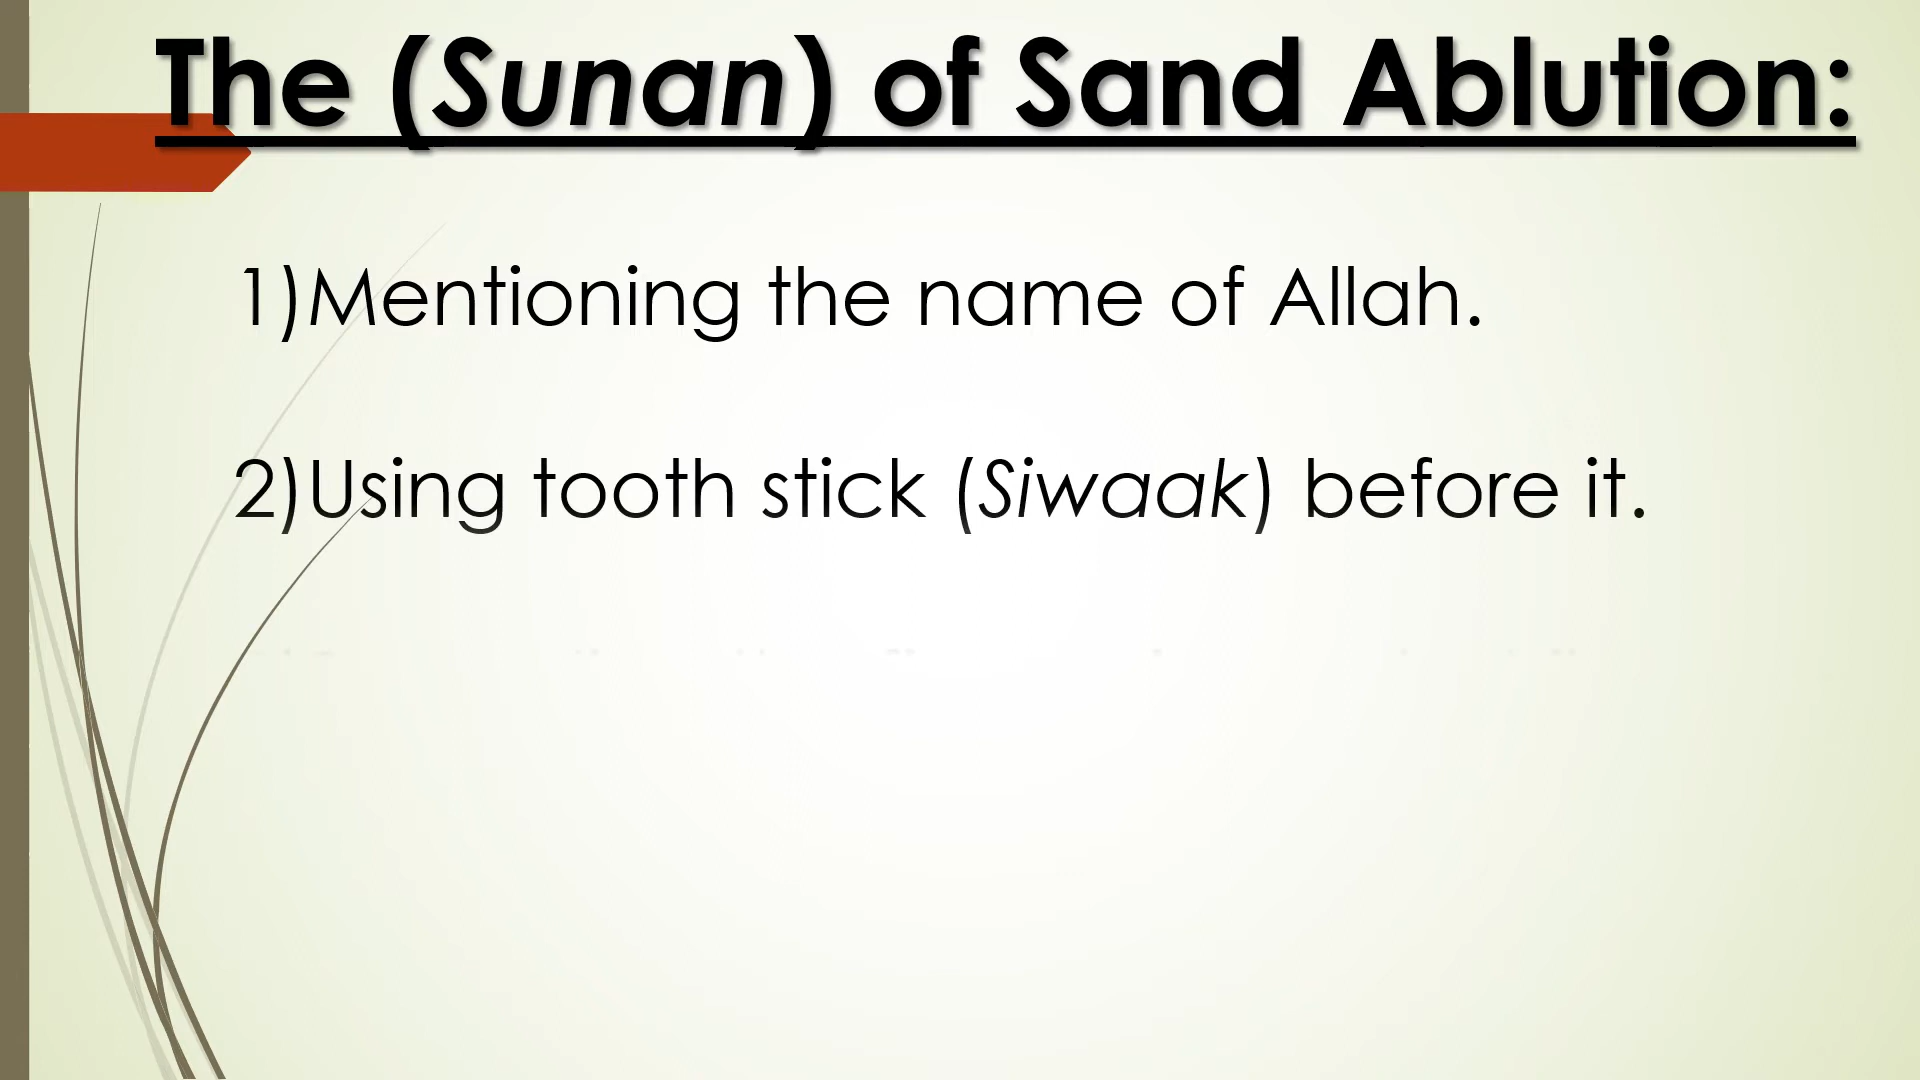 The (Sunan) of Sand Ablution:
1)Mentioning the name of Allah.
2)Using tooth stick (Siwaak) before it.